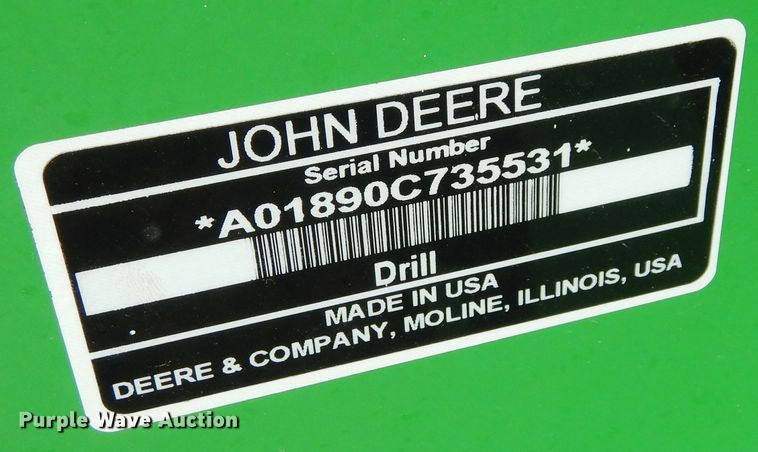 JOHN DEERE
Serial Number
*A01890C735531*
Drill
MADE IN USA
DEERE & COMPANY, MOLINE, ILLINOIS, USA
Purple Wave Auction